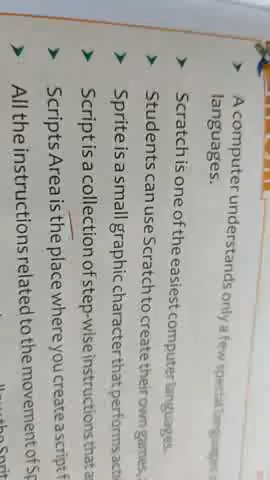 A computer understands only a few special languages
languages.
Scratch is one of the easiest computer languages.
Students can use Scratch to create their own games,
Sprite is a small graphic character that performs
Script is a collection of step-wise instructions that
Scripts Area is the place where you create a script
All the instructions related to the movement of